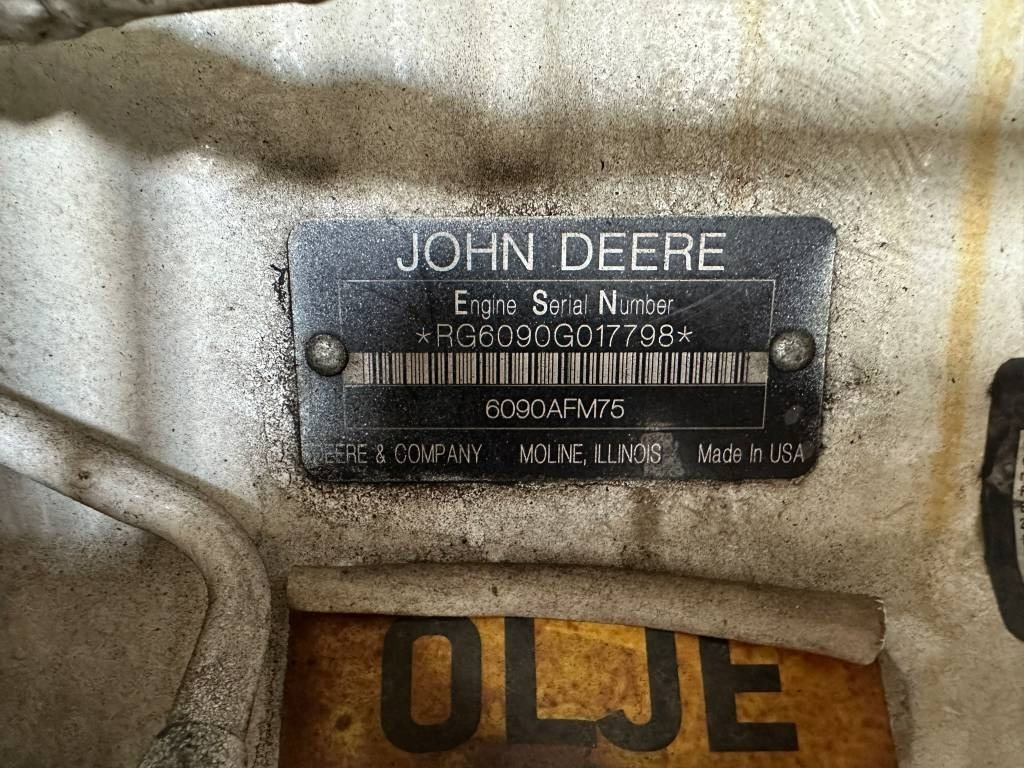 JOHN DEERE
Engine Serial Number
*RG6090G017798*
6090AFM75
DEERE & COMPANY MOLINE, ILLINOIS Made In USA
OLJE